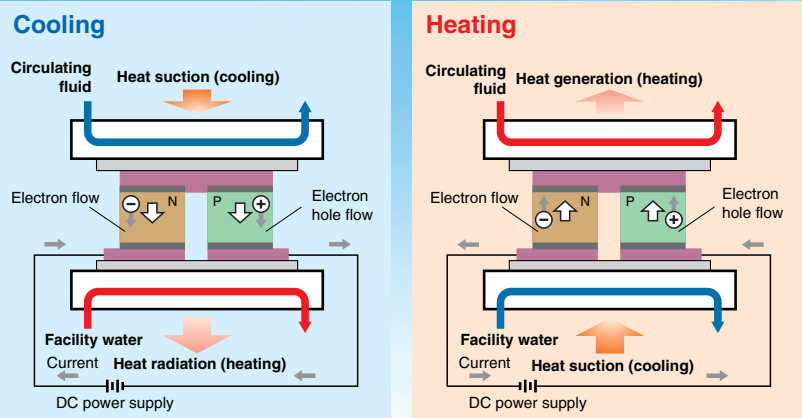 Cooling
Circulating
fluid
Heat suction (cooling)
Electron flow
N
P
Electron
hole flow
Facility water
Current
Heat radiation (heating)
DC power supply
Heating
Circulating
fluid
Heat generation (heating)
Electron flow
N
P
Electron
hole flow
Facility water
Current
Heat suction (cooling)
DC power supply